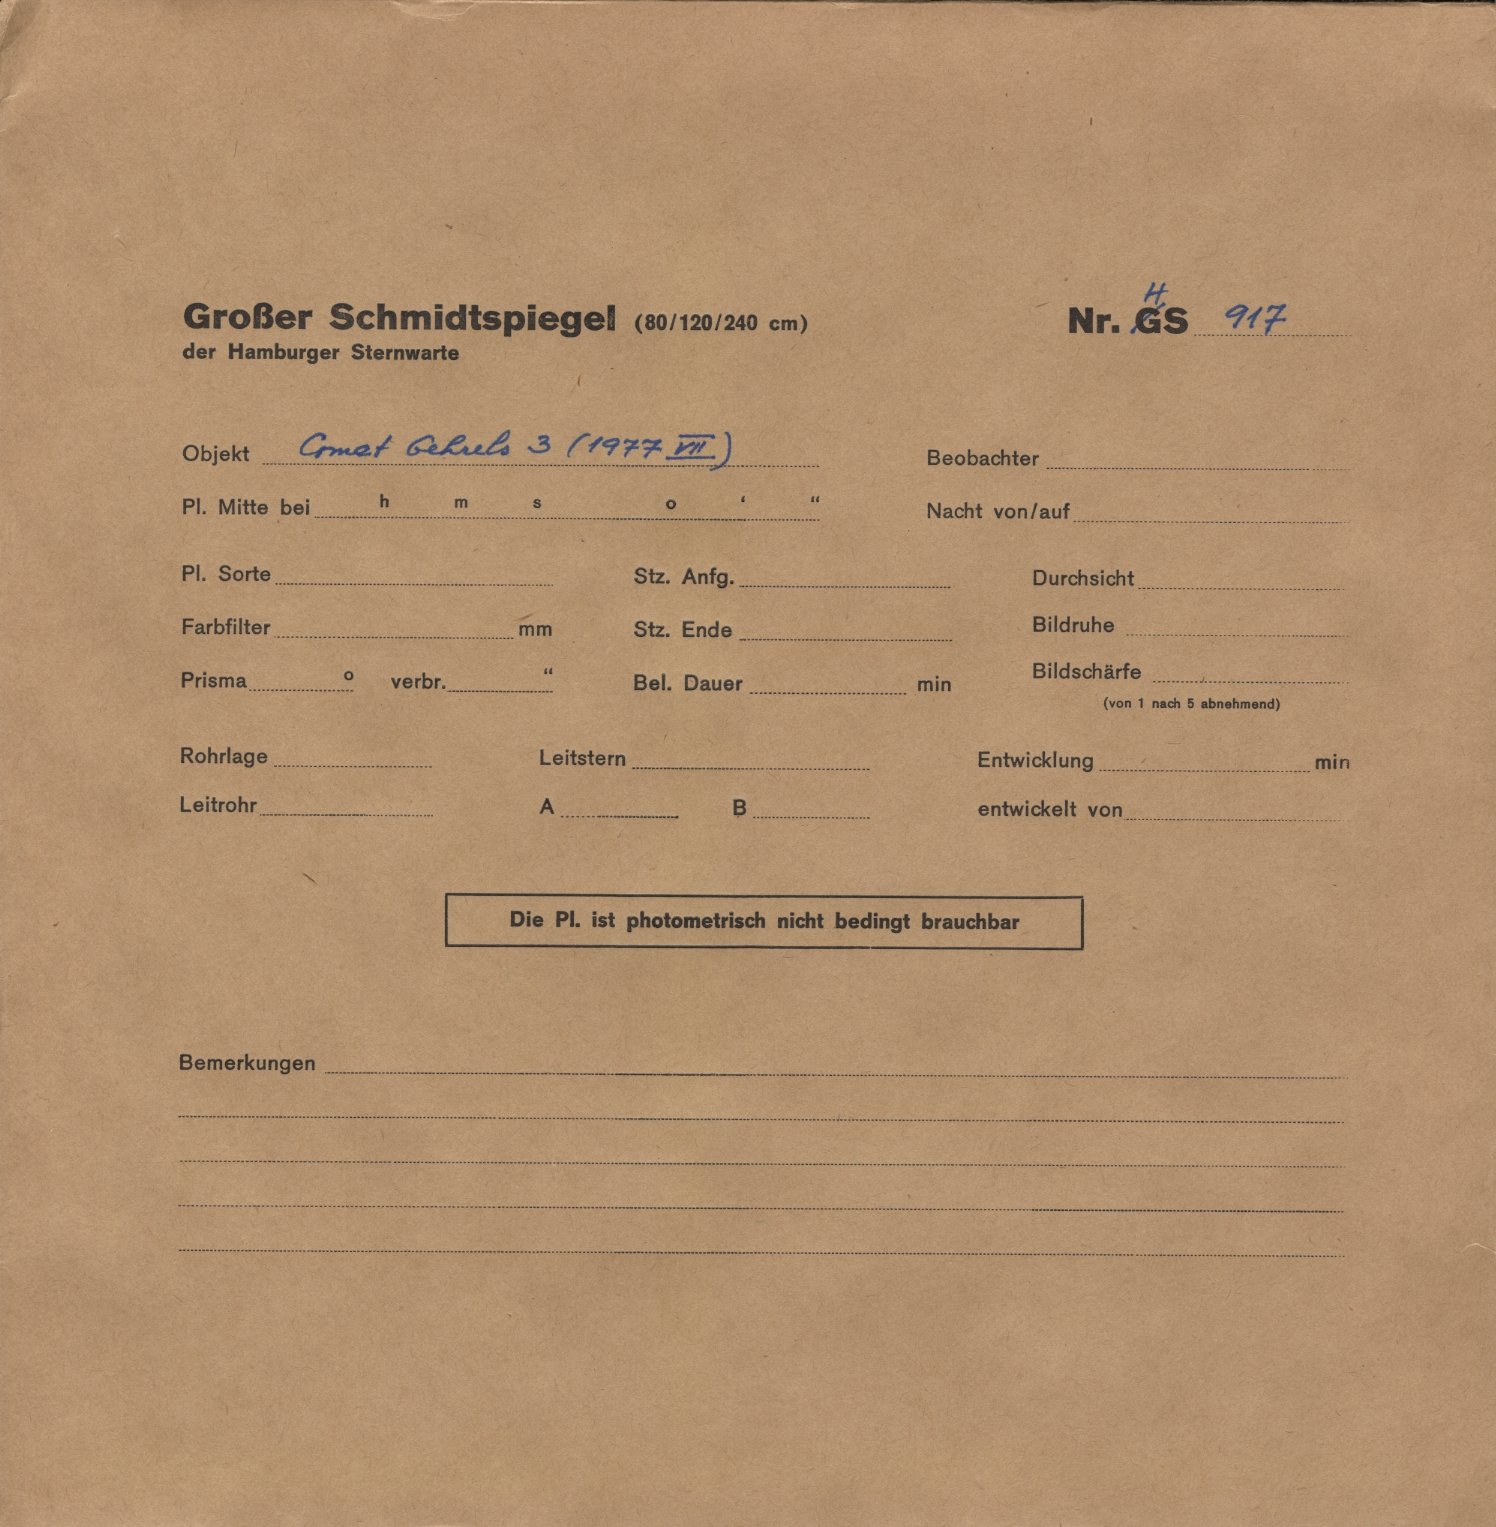 Großer Schmidtspiegel (80/120/240 cm)
der Hamburger Sternwarte
H
Nr. GS 917
Objekt Comet Gehrels 3 (1977 VII)
Beobachter
Pl. Mitte bei h m s o ‘ “
Nacht von/auf
Pl. Sorte
Stz. Anfg.
Durchsicht
Farbfilter mm
Stz. Ende
Bildruhe
Prisma o verbr. “
Bel. Dauer min
Bildschärfe
(von 1 nach 5 abnehmend)
Rohrlage
Leitstern
Entwicklung min
Leitrohr
A B
entwickelt von
Die Pl. ist photometrisch nicht bedingt brauchbar
Bemerkungen